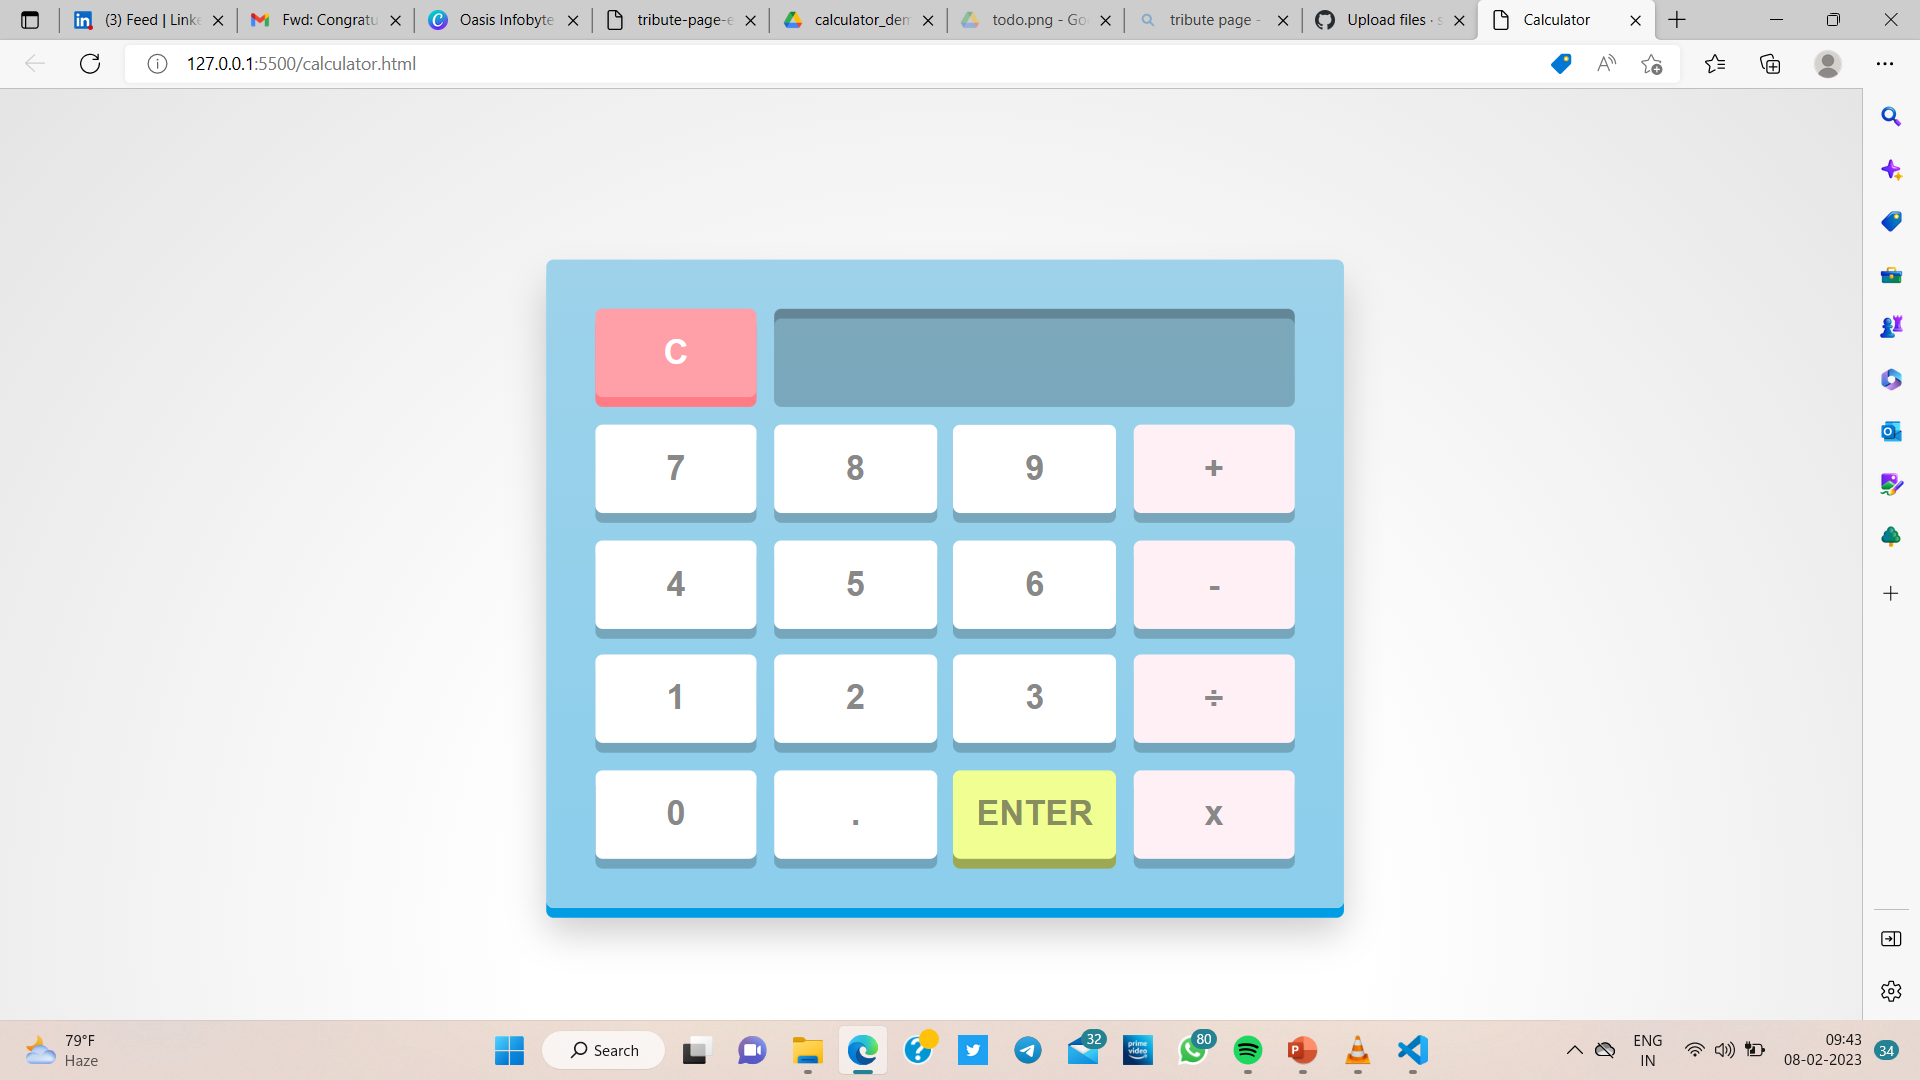 (3) Feed | Linke
Fwd: Congratu
Oasis Infobyte
tribute-page-e
calculator_den
todo.png - Go
tribute page -
Upload files · s
Calculator
127.0.0.1:5500/calculator.html
C
7 8 9 +
4 5 6 -
1 2 3 ÷
0 . ENTER x
79°F
Haze
Search
32
prime video
80
ENG
IN
09:43
08-02-2023
34